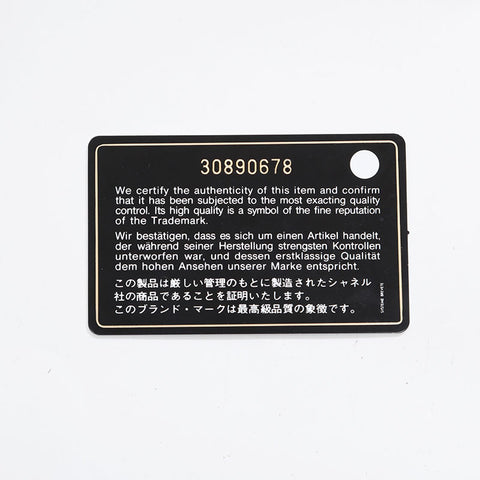 30890678
We certify the authenticity of this item and confirm
that it has been subjected to the most exacting quality
control. Its high quality is a symbol of the fine reputation
of the Trademark.
Wir bestätigen, dass es sich um einen Artikel handelt,
der während seiner Herstellung strengsten Kontrollen
unterworfen war, und dessen erstklassige Qualität
dem hohen Ansehen unserer Marke entspricht.
この製品は厳しい管理のもとに製造されたシャネル
社の商品であることを証明いたします。
このブランド・マークは最高級品質の象徴です。
SYSTEME BREVETE